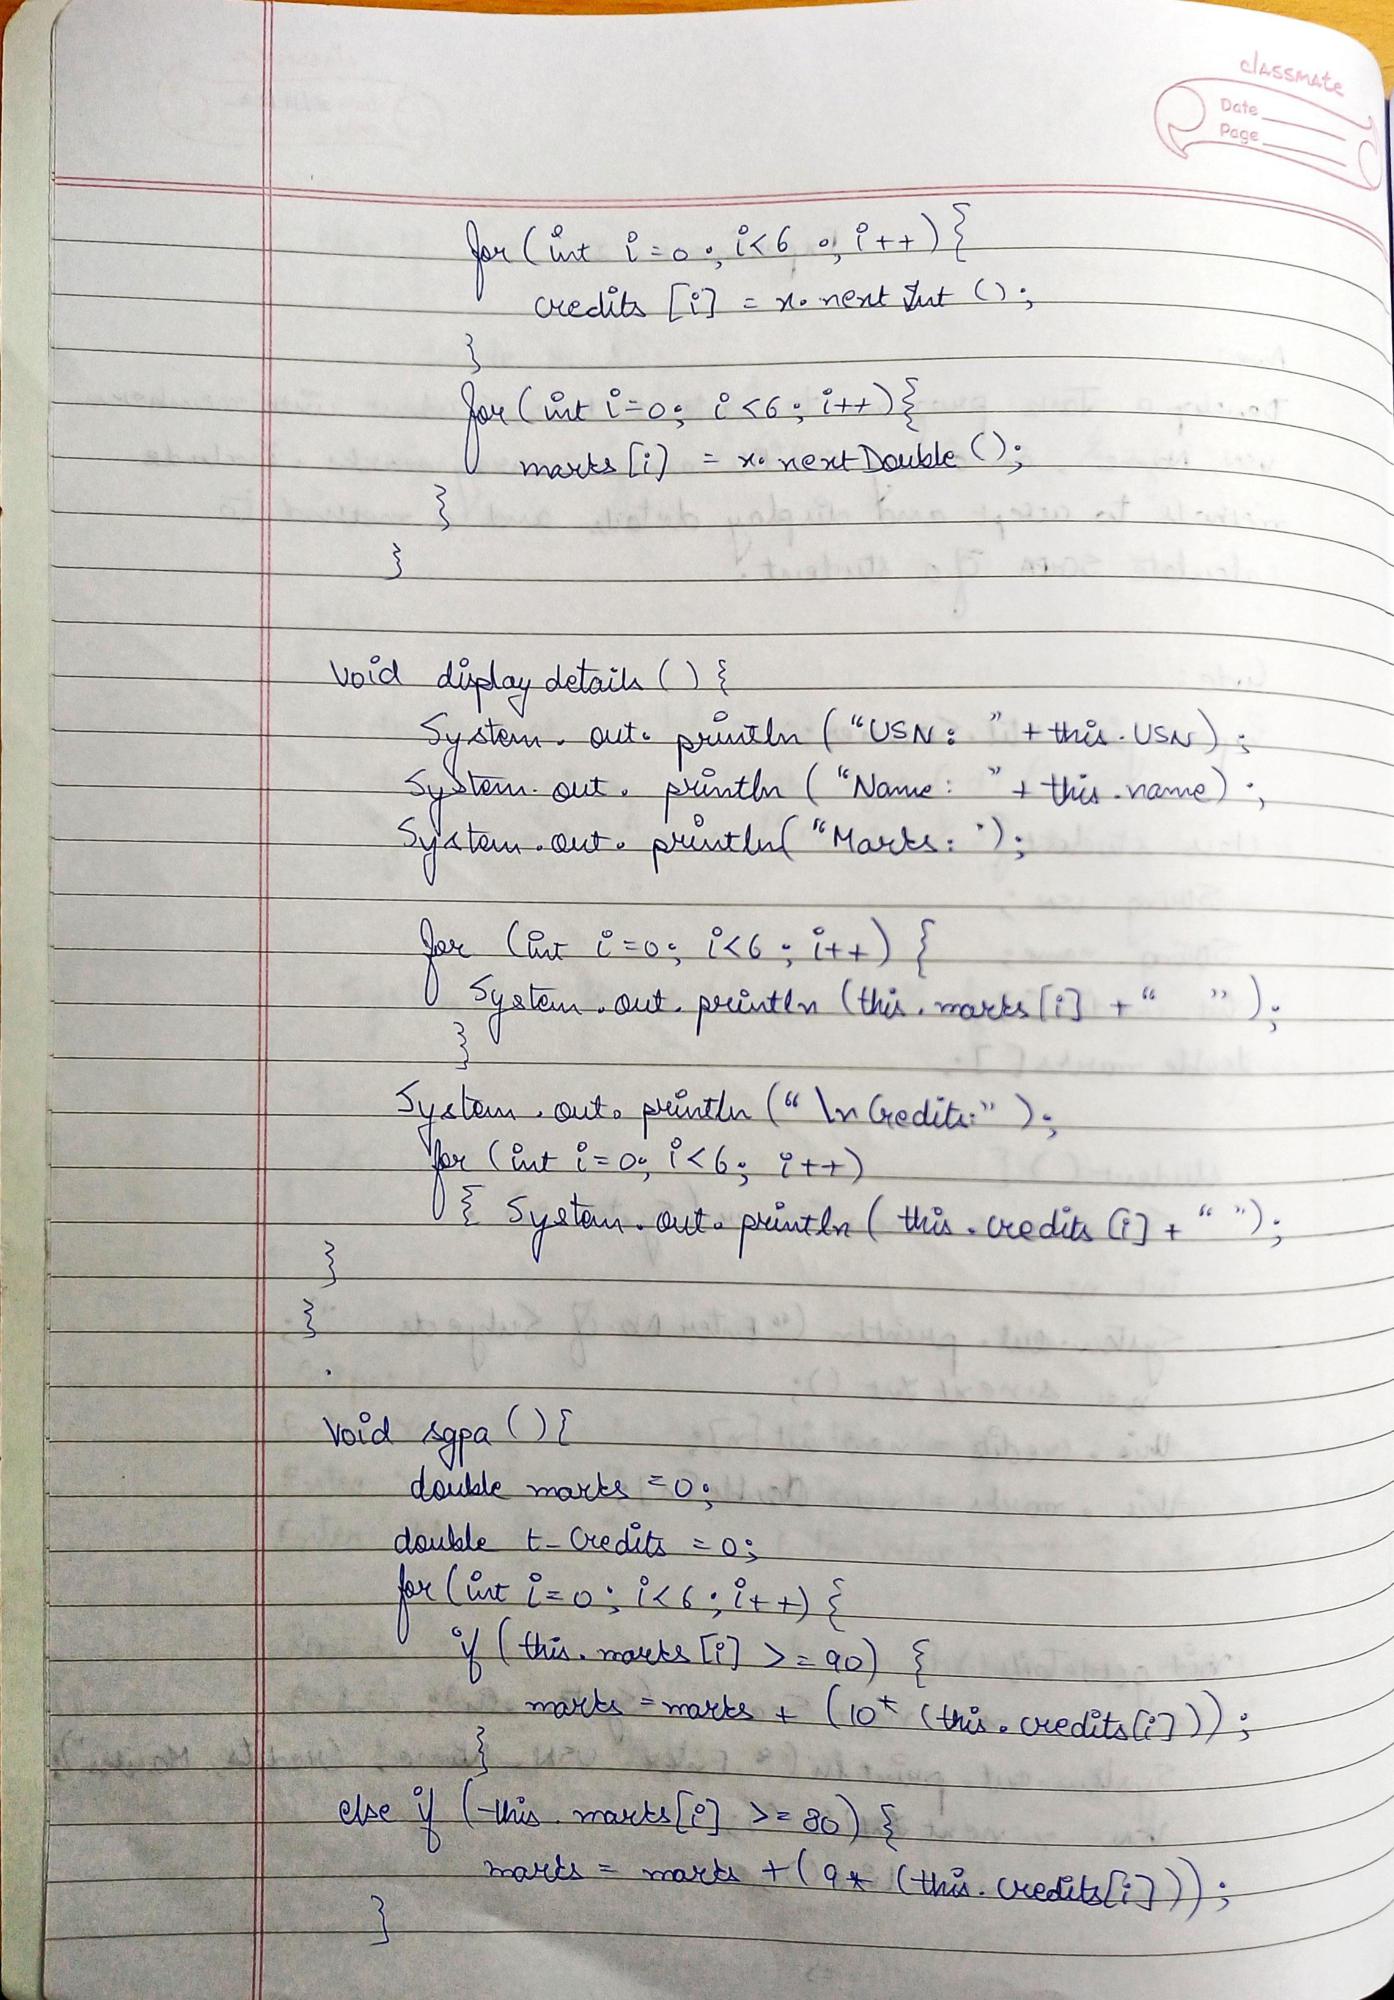 classmate
Date
Page
for(int i=0; i<6 ; i++){
credits [i] = x.nextInt ();
}
for(int i=0; i<6; i++){
marks[i] = x.nextDouble();
}
}
void display details () {
System.out.println ("USN: " + this.USN);
System.out.println ("Name: " + this.name);
System.out.println("Marks: ");
for (int i=0; i<6; i++) {
System.out.println (this.marks[i] + "   ");
}
System.out.println ("\n Credits:" );
for (int i=0; i<6; i++)
{ System.out.println ( this.credits [i] + " ");
}
}
void sgpa () {
double marks =0;
double t_credits = 0;
for(int i=0; i<6; i++) {
if (this.marks [i] >=90) {
marks = marks + (10* (this.credits[i]));
}
else if (this.marks[i] >=80) {
marks = marks + (9* (this.credits[i]));
}